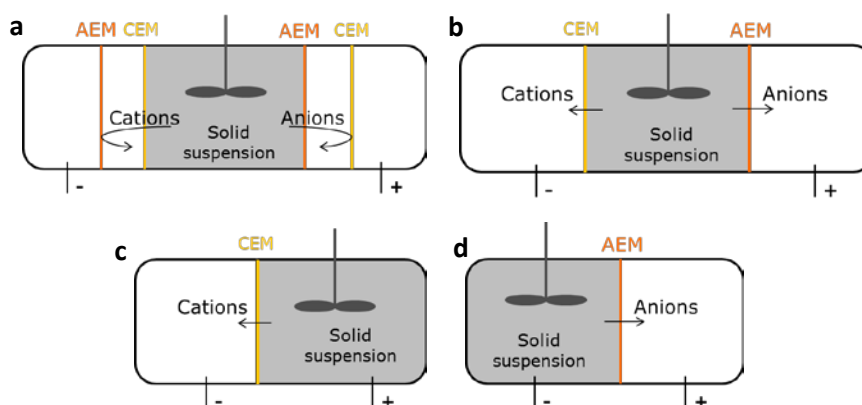 a
AEM CEM AEM CEM
Cations Anions
Solid
suspension
- +
b
CEM AEM
Cations Anions
Solid
suspension
- +
c
CEM
Cations
Solid
suspension
- +
d
AEM
Anions
Solid
suspension
- +